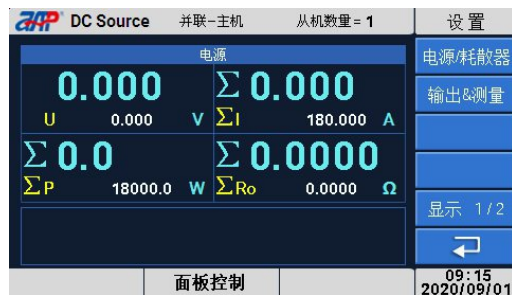 AAP DC Source 并联-主机 从机数量= 1 设置
电源
电源/耗散器
0.000 Σ 0.000
输出&测量
U 0.000 V ΣI 180.000 A
Σ 0.0 Σ 0.0000
ΣP 18000.0 W ΣRo 0.0000 Ω
显示 1/2
面板控制
09:15
2020/09/01